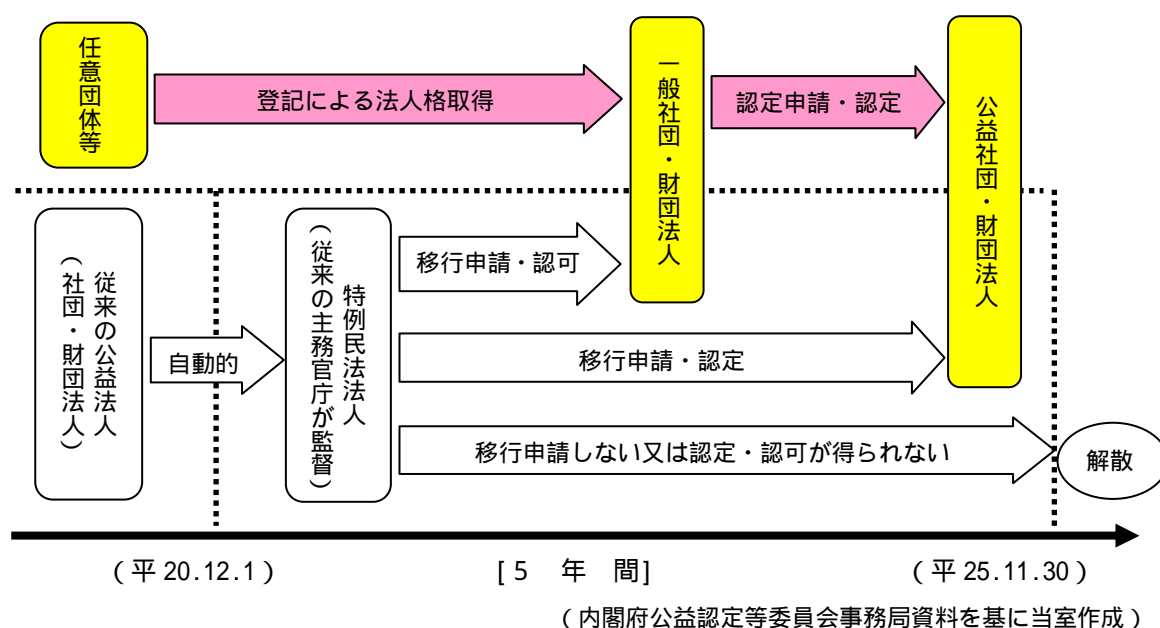 任意団体等
登記による法人格取得
一般社団・財団法人
認定申請・認定
公益社団・財団法人
従来の公益法人
（社団・財団法人）
自動的
特例民法法人
（従来の主務官庁が監督）
移行申請・認可
移行申請・認定
移行申請しない又は認定・認可が得られない
解散
（平 20.12.1）
[５ 年 間]
（平 25.11.30）
（内閣府公益認定等委員会事務局資料を基に当室作成）